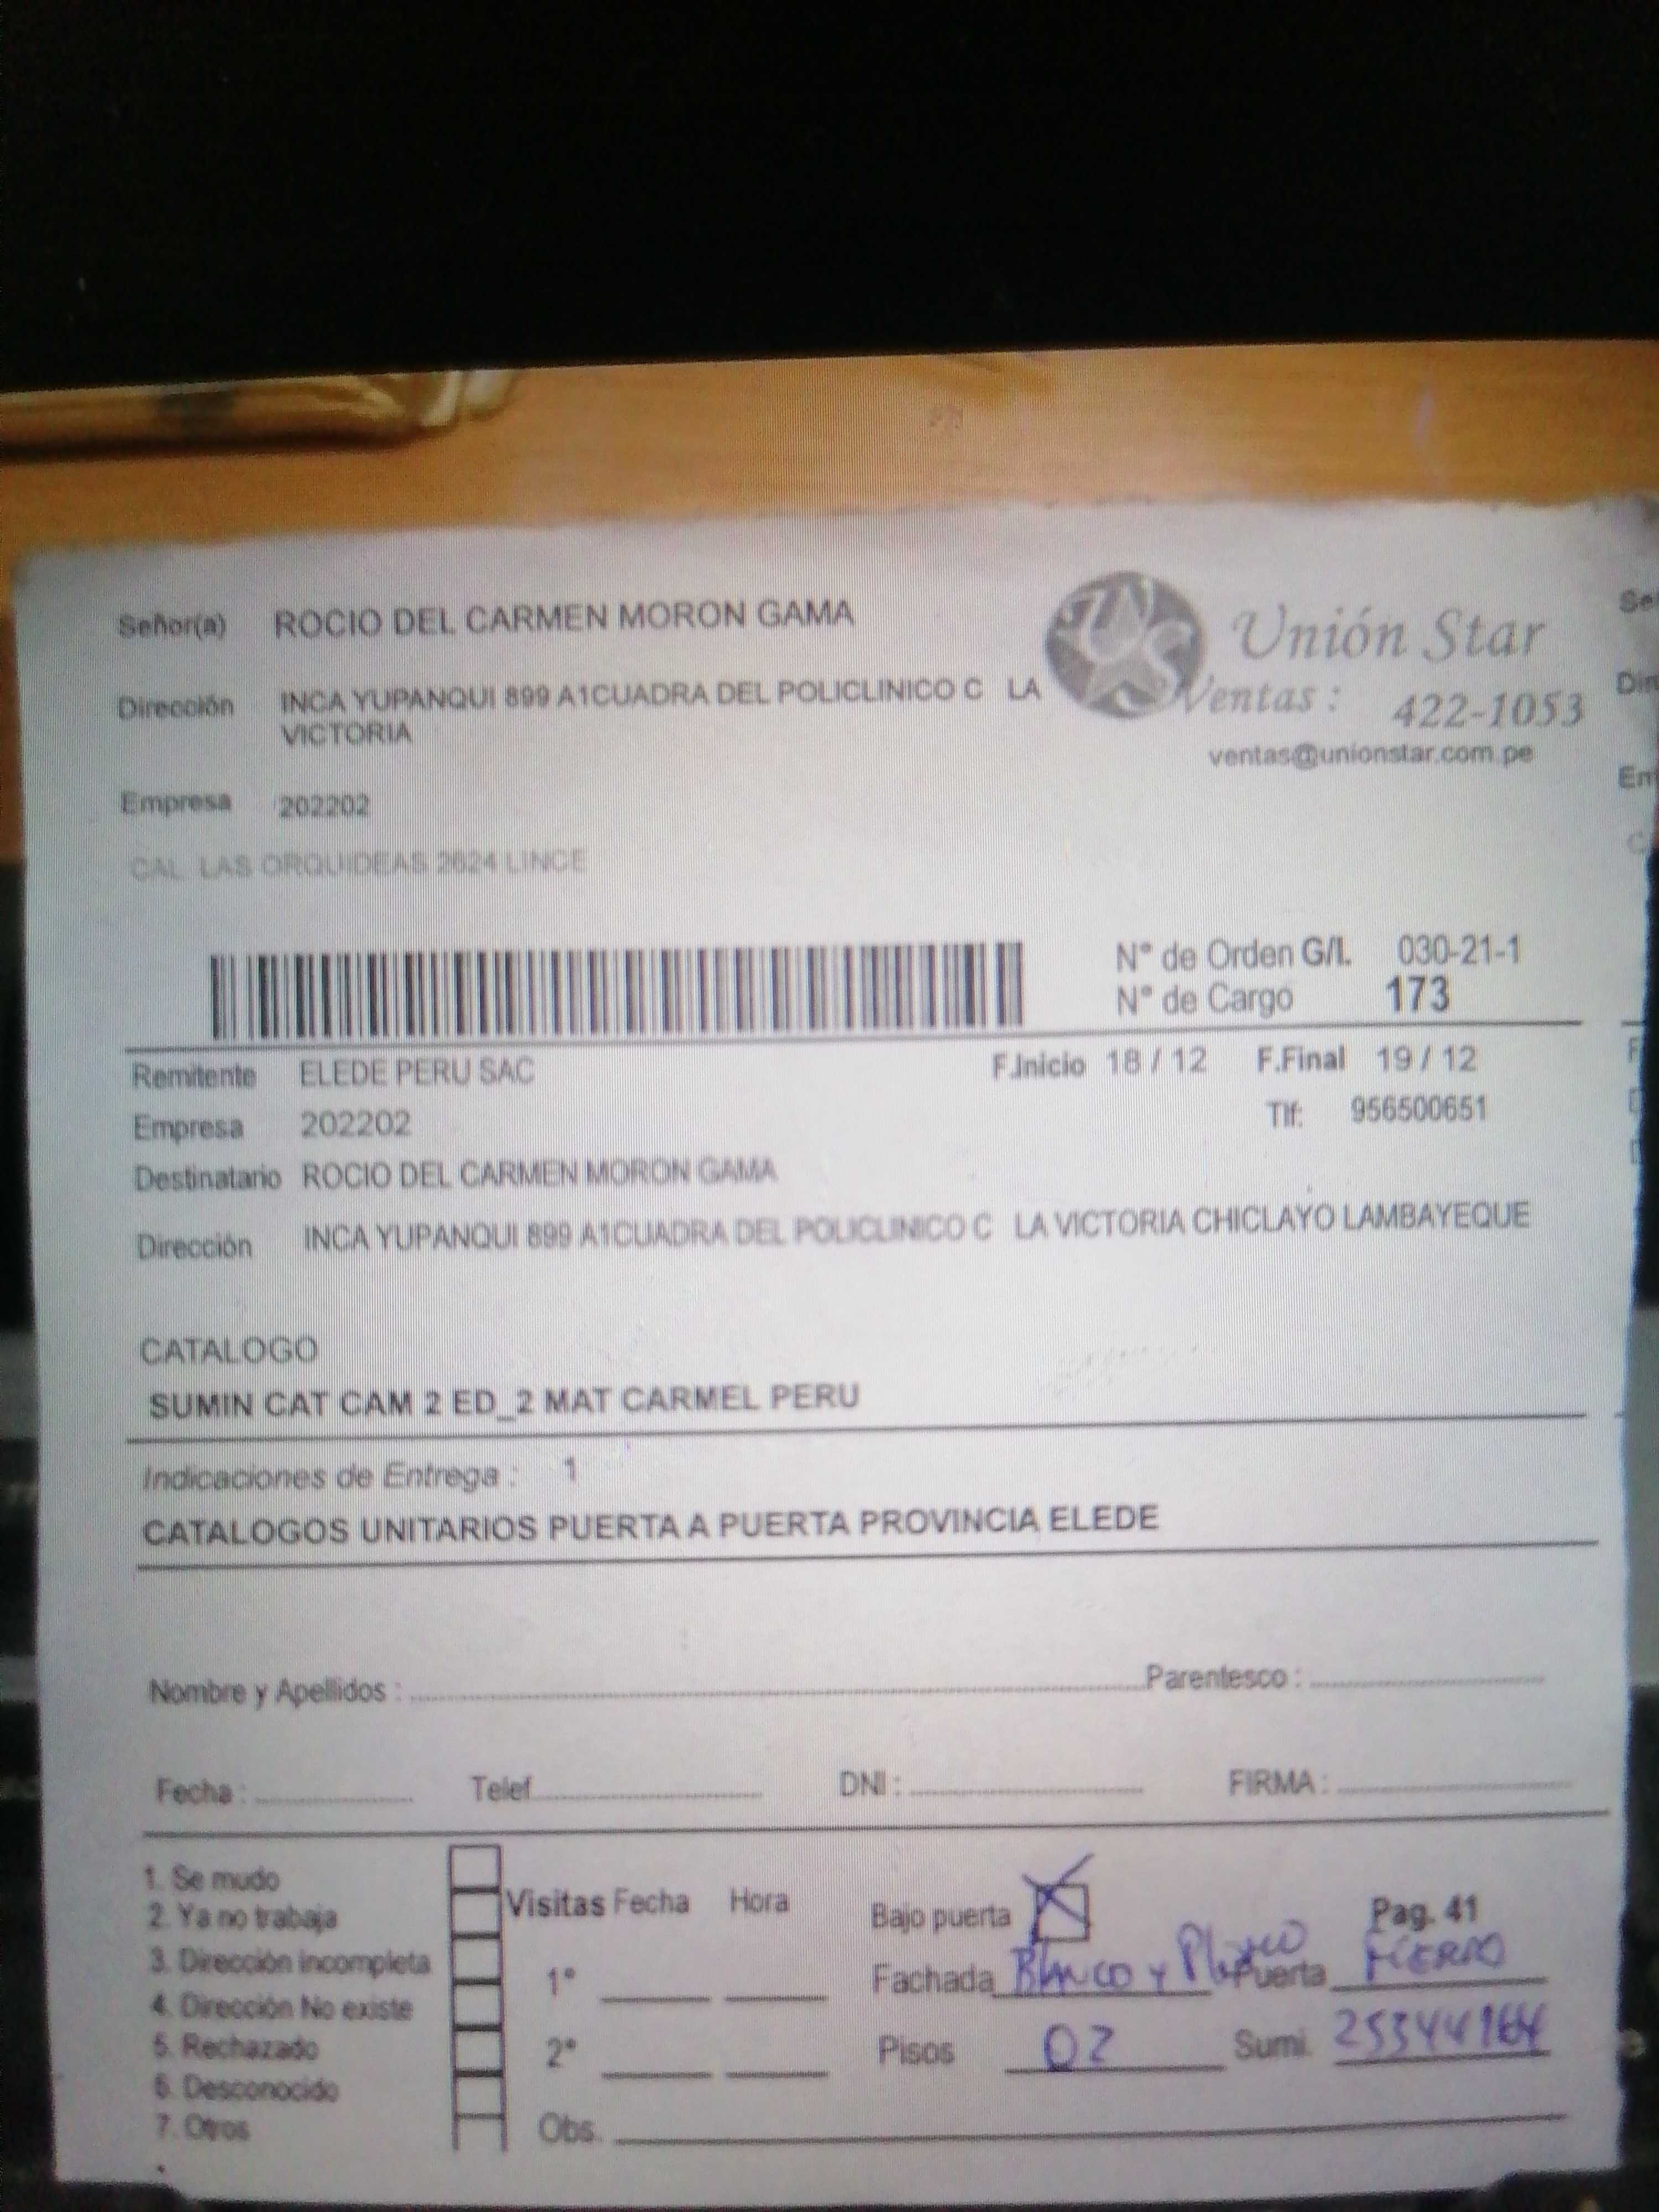 Señor(a) ROCIO DEL CARMEN MORON GAMA
Unión Star
Dirección INCA YUPANQUI 899 A1CUADRA DEL POLICLINICO C LA
VICTORIA
Ventas : 422-1053
ventas@unionstar.com.pe
Empresa 202202
CAL LAS ORQUIDEAS 2624 LINCE
N° de Orden G/L 030-21-1
N° de Cargo 173
Remitente ELEDE PERU SAC F.Inicio 18 / 12 F.Final 19 / 12
Empresa 202202 Tlf: 956500651
Destinatario ROCIO DEL CARMEN MORON GAMA
Dirección INCA YUPANQUI 899 A1CUADRA DEL POLICLINICO C LA VICTORIA CHICLAYO LAMBAYEQUE
CATALOGO
SUMIN CAT CAM 2 ED_2 MAT CARMEL PERU
Indicaciones de Entrega : 1
CATALOGOS UNITARIOS PUERTA A PUERTA PROVINCIA ELEDE
Nombre y Apellidos : Parentesco :
Fecha : Telef. DNI : FIRMA :
1. Se mudo
2. Ya no trabaja
3. Dirección Incompleta
4. Dirección No existe
5. Rechazado
6. Desconocido
7. Otros
Visitas Fecha Hora
1°
2°
Obs.
Bajo puerta Pag. 41
Fachada Blanco y Puerta FIERRO
Pisos 02 Sumi.